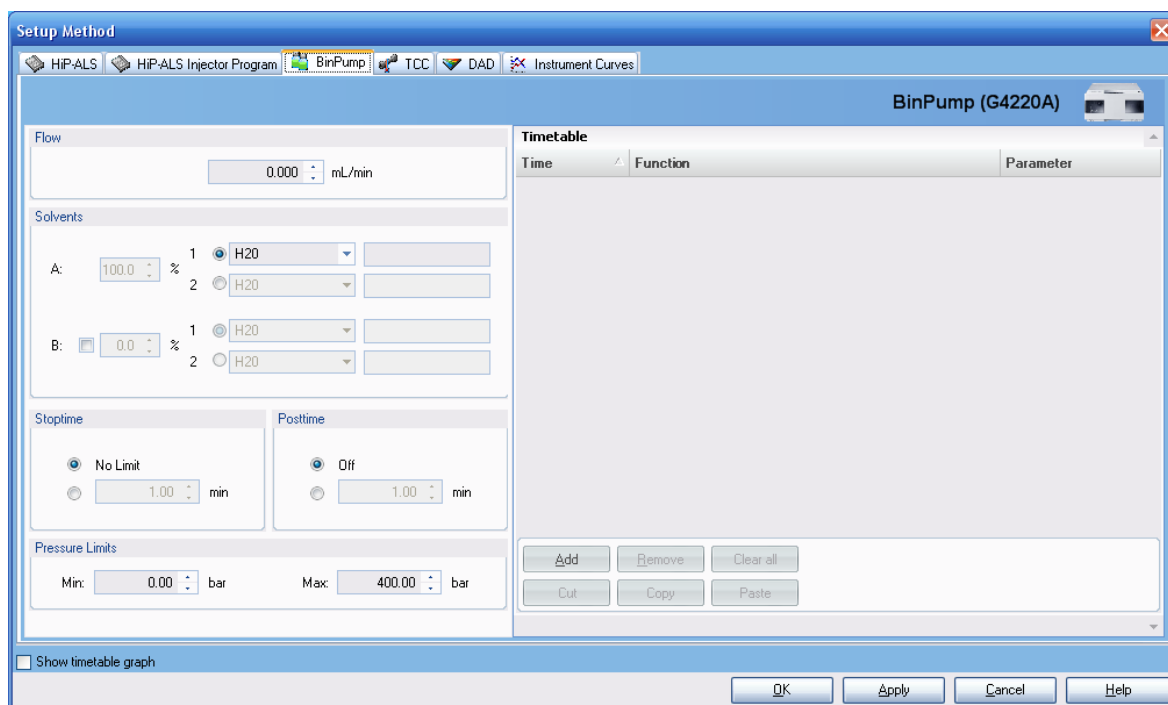 Setup Method
HiP-ALS HiP-ALS Injector Program BinPump TCC DAD Instrument Curves
BinPump (G4220A)
Flow
0.000 mL/min
Solvents
A: 100.0 % 1 H20
2 H20
B: 0.0 % 1 H20
2 H20
Stoptime Posttime
No Limit Off
1.00 min 1.00 min
Pressure Limits
Min: 0.00 bar Max: 400.00 bar
Timetable
Time Function Parameter
Add Remove Clear all
Cut Copy Paste
Show timetable graph
OK Apply Cancel Help